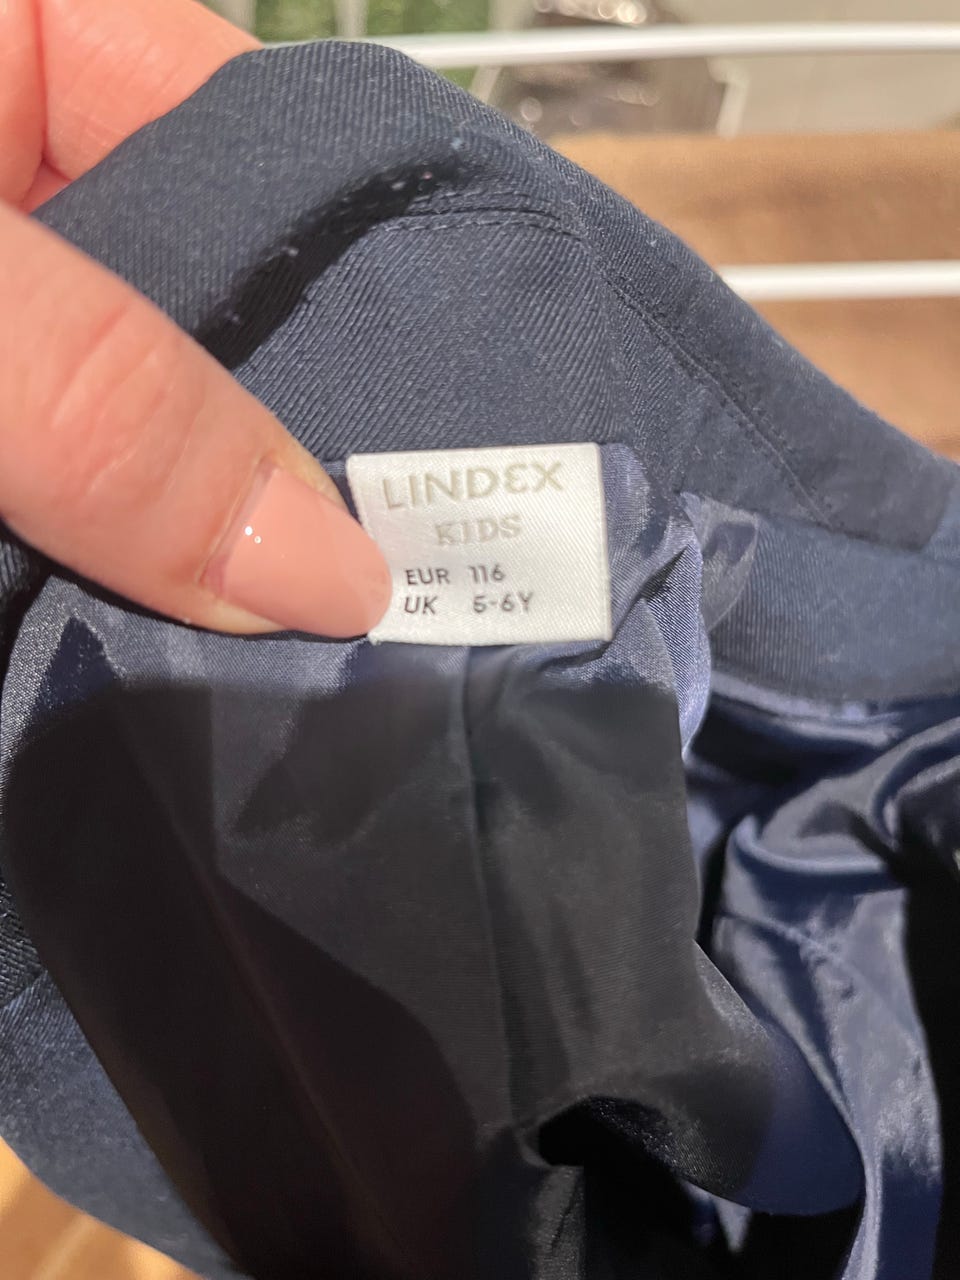 LINDEX
KIDS
EUR 116
UK 5-6Y